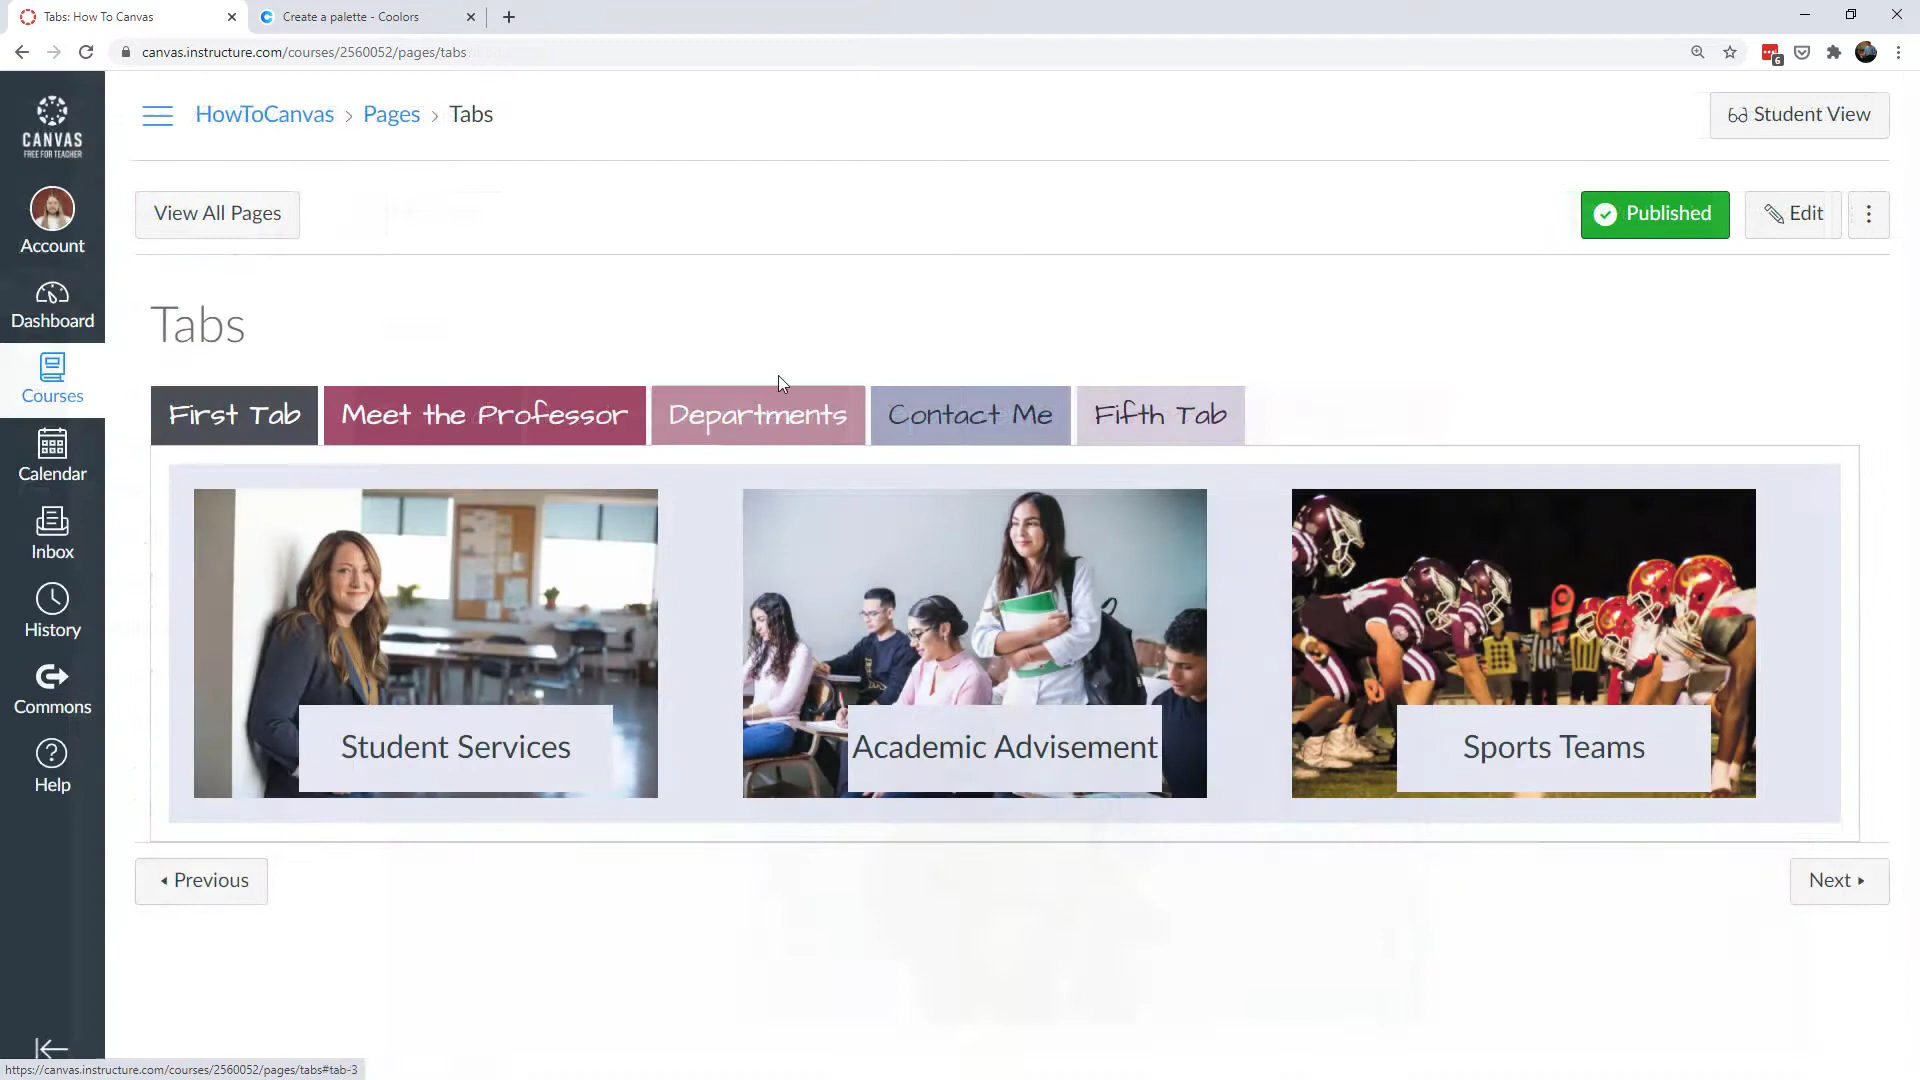 Tabs: How To Canvas
Create a palette - Coolors
canvas.instructure.com/courses/2560052/pages/tabs
6
CANVAS
FREE FOR TEACHER
Account
Dashboard
Courses
Calendar
Inbox
History
Commons
Help
HowToCanvas > Pages > Tabs
Student View
View All Pages
Published
Edit
Tabs
First Tab
Meet the Professor
Departments
Contact Me
Fifth Tab
Student Services
Academic Advisement
Sports Teams
Previous
Next
https://canvas.instructure.com/courses/2560052/pages/tabs#tab-3